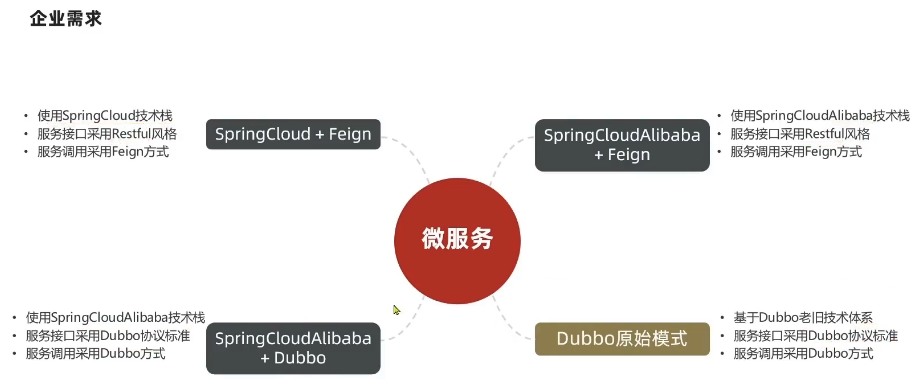 企业需求
• 使用SpringCloud技术栈
• 服务接口采用Restful风格
• 服务调用采用Feign方式
SpringCloud + Feign
SpringCloudAlibaba
+ Feign
• 使用SpringCloudAlibaba技术栈
• 服务接口采用Restful风格
• 服务调用采用Feign方式
微服务
• 使用SpringCloudAlibaba技术栈
• 服务接口采用Dubbo协议标准
• 服务调用采用Dubbo方式
SpringCloudAlibaba
+ Dubbo
Dubbo原始模式
• 基于Dubbo老旧技术体系
• 服务接口采用Dubbo协议标准
• 服务调用采用Dubbo方式